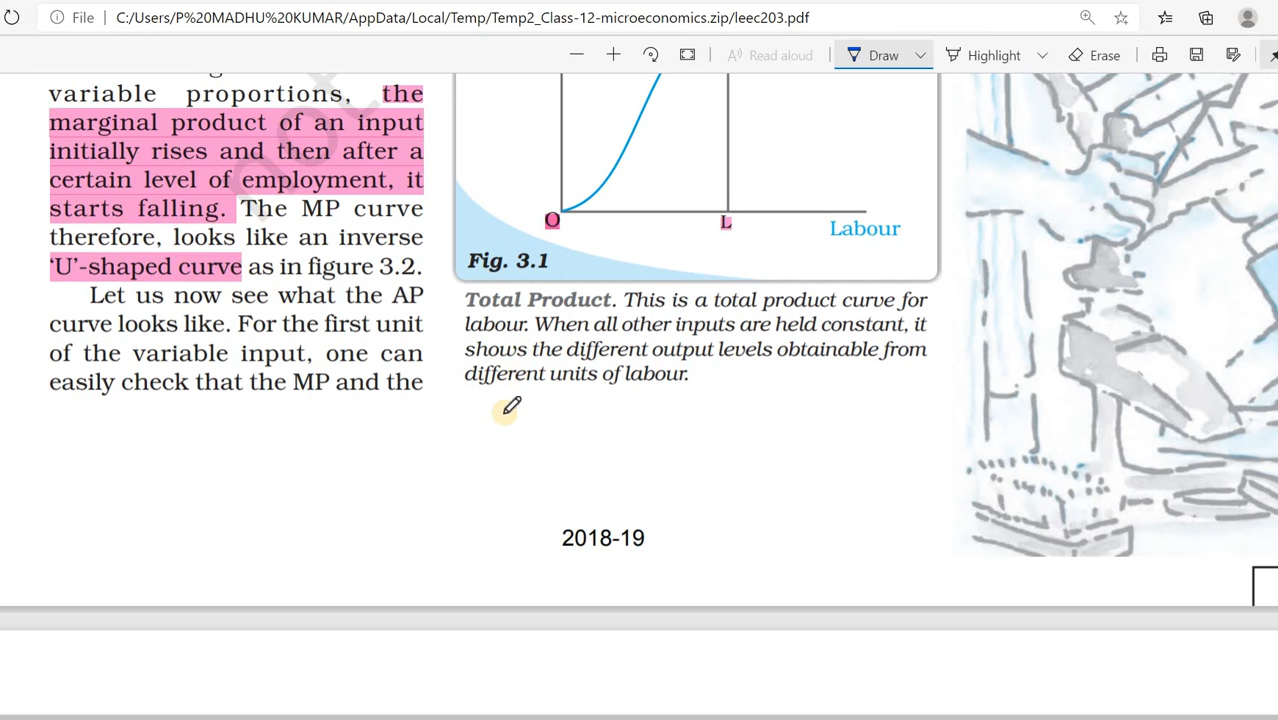 File C:/Users/P%20MADHU%20KUMAR/AppData/Local/Temp/Temp2_Class-12-microeconomics.zip/leec203.pdf
Read aloud Draw Highlight Erase
variable proportions, the
marginal product of an input
initially rises and then after a
certain level of employment, it
starts falling. The MP curve
therefore, looks like an inverse
‘U’-shaped curve as in figure 3.2.
Let us now see what the AP
curve looks like. For the first unit
of the variable input, one can
easily check that the MP and the
not
O
L
Labour
Fig. 3.1
Total Product. This is a total product curve for
labour. When all other inputs are held constant, it
shows the different output levels obtainable from
different units of labour.
2018-19